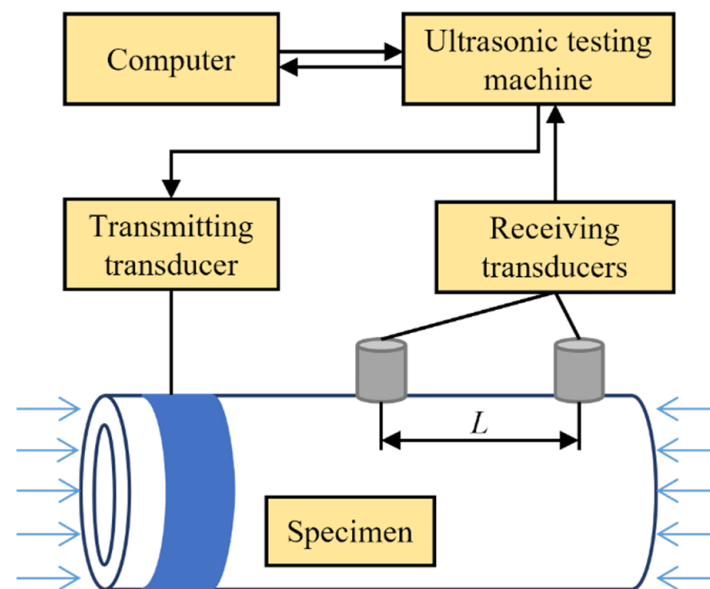 Computer
Ultrasonic testing
machine
Transmitting
transducer
Receiving
transducers
L
Specimen